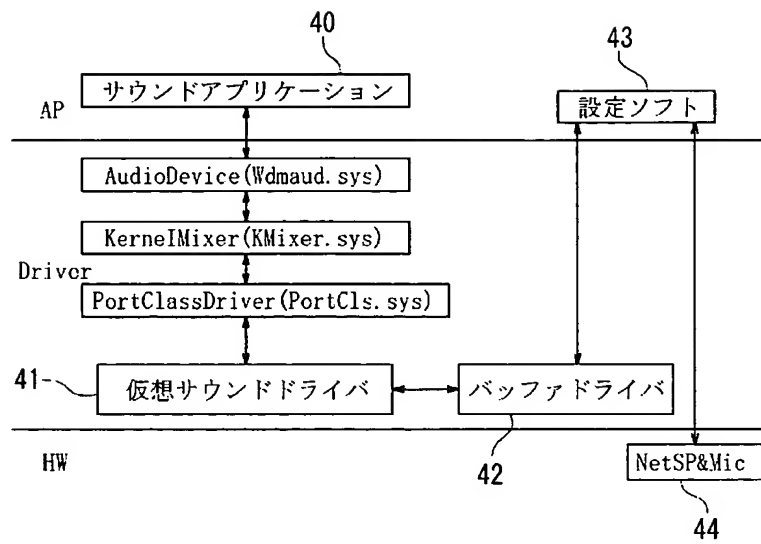 40
43
サウンドアプリケーション
設定ソフト
AP
AudioDevice(Wdmaud.sys)
KernelMixer(KMixer.sys)
Driver
PortClassDriver(PortCls.sys)
41
仮想サウンドドライバ
バッファドライバ
42
HW
NetSP&Mic
44